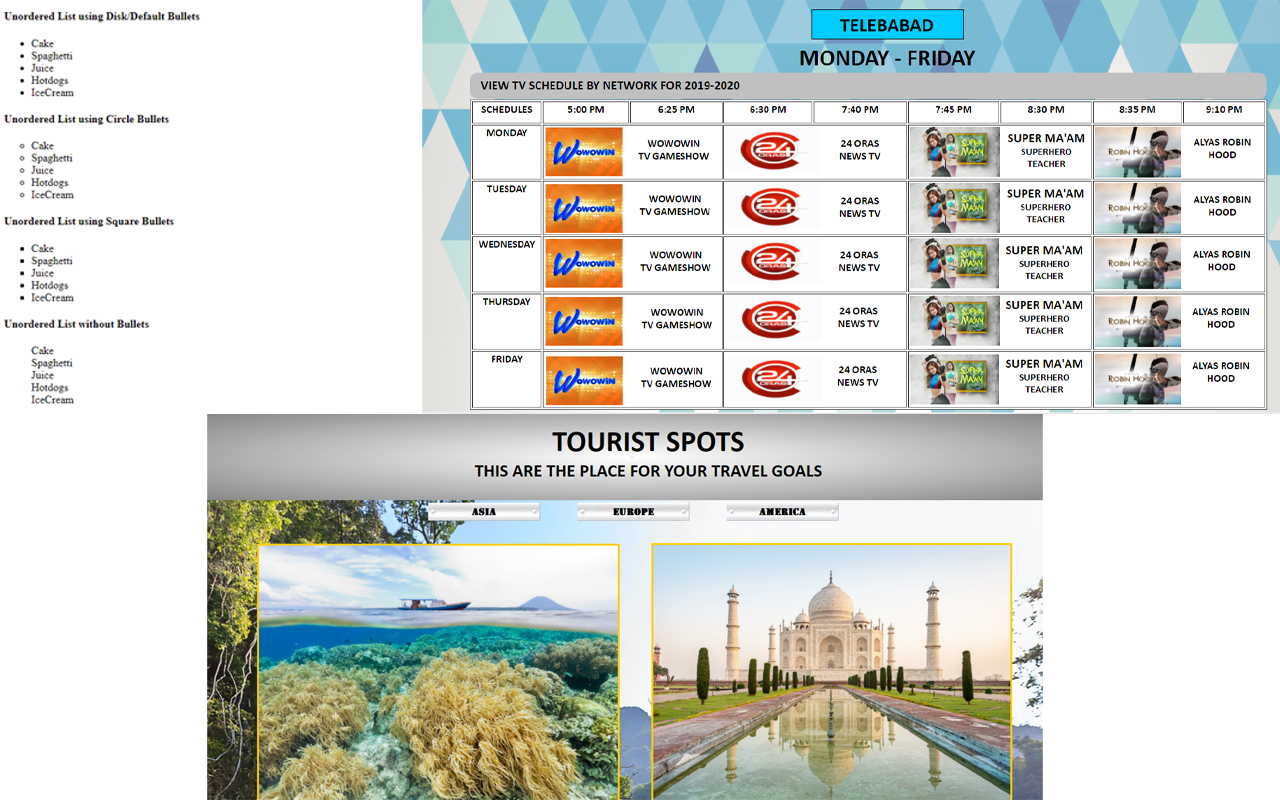 Unordered List using Disk/Default Bullets
Cake
Spaghetti
Juice
Hotdogs
IceCream
Unordered List using Circle Bullets
Cake
Spaghetti
Juice
Hotdogs
IceCream
Unordered List using Square Bullets
Cake
Spaghetti
Juice
Hotdogs
IceCream
Unordered List without Bullets
Cake
Spaghetti
Juice
Hotdogs
IceCream
TELEBABAD
MONDAY - FRIDAY
VIEW TV SCHEDULE BY NETWORK FOR 2019-2020
SCHEDULES 5:00 PM 6:25 PM 6:30 PM 7:40 PM 7:45 PM 8:30 PM 8:35 PM 9:10 PM
MONDAY
WOWOWIN
WOWOWIN
TV GAMESHOW
24
ORAS
24 ORAS
NEWS TV
SUPER MA'AM
SUPER MA'AM
SUPERHERO
TEACHER
ROBIN HOOD
ALYAS ROBIN
HOOD
TUESDAY
WOWOWIN
WOWOWIN
TV GAMESHOW
24
ORAS
24 ORAS
NEWS TV
SUPER MA'AM
SUPER MA'AM
SUPERHERO
TEACHER
ROBIN HOOD
ALYAS ROBIN
HOOD
WEDNESDAY
WOWOWIN
WOWOWIN
TV GAMESHOW
24
ORAS
24 ORAS
NEWS TV
SUPER MA'AM
SUPER MA'AM
SUPERHERO
TEACHER
ROBIN HOOD
ALYAS ROBIN
HOOD
THURSDAY
WOWOWIN
WOWOWIN
TV GAMESHOW
24
ORAS
24 ORAS
NEWS TV
SUPER MA'AM
SUPER MA'AM
SUPERHERO
TEACHER
ROBIN HOOD
ALYAS ROBIN
HOOD
FRIDAY
WOWOWIN
WOWOWIN
TV GAMESHOW
24
ORAS
24 ORAS
NEWS TV
SUPER MA'AM
SUPER MA'AM
SUPERHERO
TEACHER
ROBIN HOOD
ALYAS ROBIN
HOOD
TOURIST SPOTS
THIS ARE THE PLACE FOR YOUR TRAVEL GOALS
ASIA EUROPE AMERICA